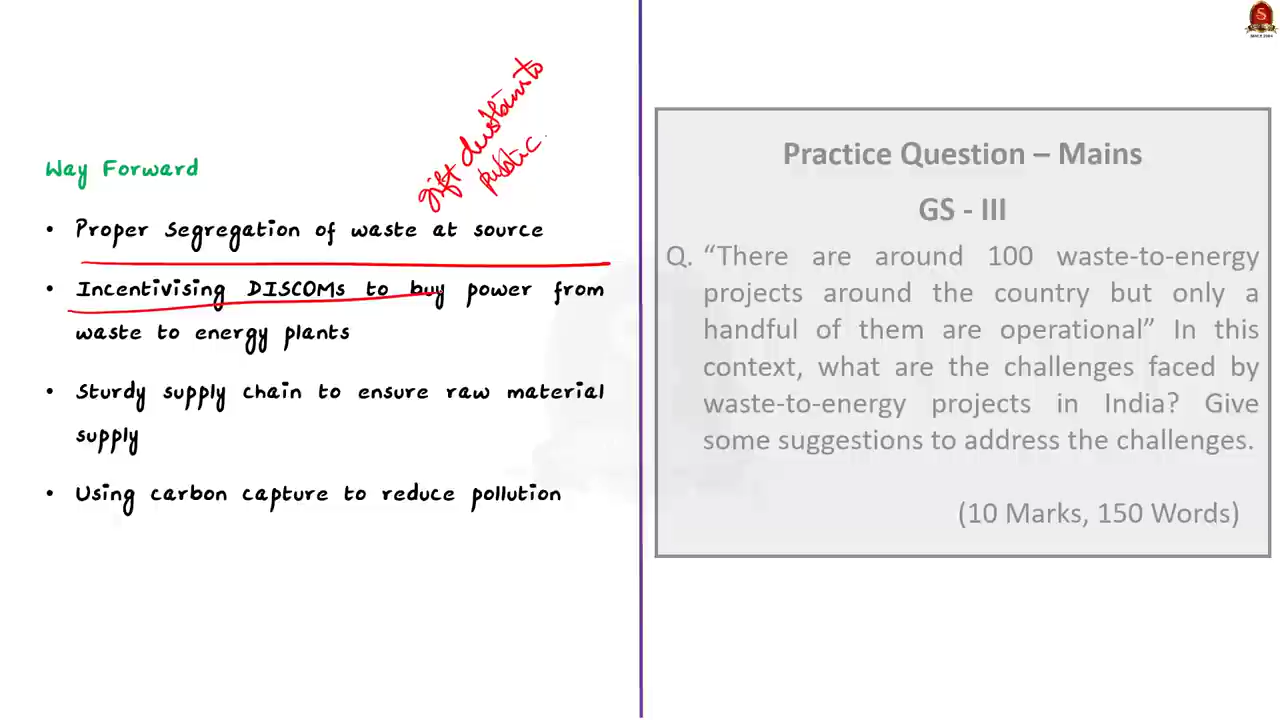 Way Forward
gift dustbins to
public
• Proper Segregation of waste at source
• Incentivising DISCOMs to buy power from
waste to energy plants
• Sturdy supply chain to ensure raw material
supply
• Using carbon capture to reduce pollution
Practice Question – Mains
GS - III
Q. “There are around 100 waste-to-energy
projects around the country but only a
handful of them are operational” In this
context, what are the challenges faced by
waste-to-energy projects in India? Give
some suggestions to address the challenges.
(10 Marks, 150 Words)
S